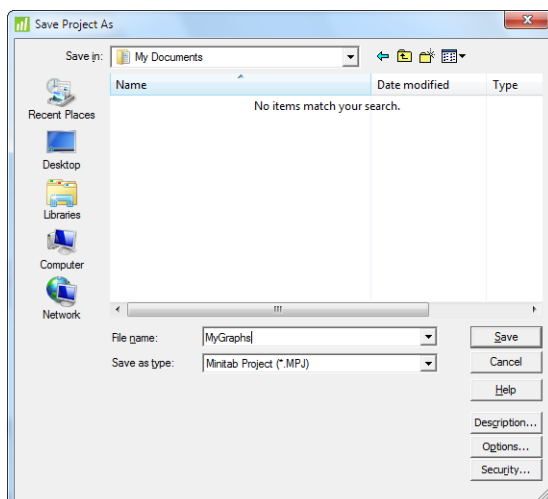 Save Project As
Save in: My Documents
Name Date modified Type
No items match your search.
Recent Places
Desktop
Libraries
Computer
Network
File name: MyGraphs Save
Save as type: Minitab Project (*.MPJ) Cancel
Help
Description...
Options...
Security...